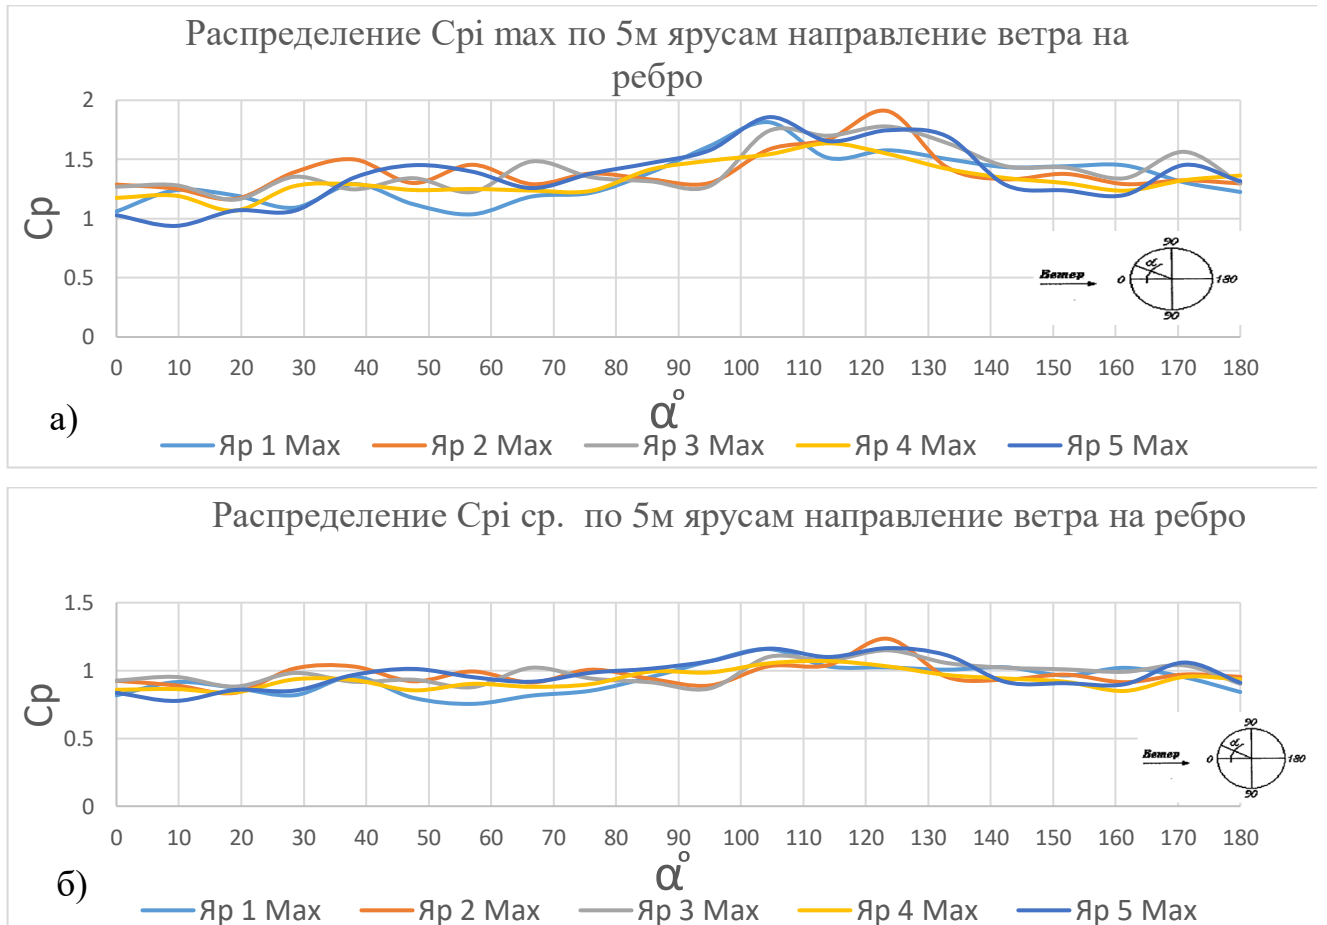 Распределение Cpi max по 5м ярусам направление ветра на
ребро
2
1.5
1
0.5
0
Cp
0 10 20 30 40 50 60 70 80 90 100 110 120 130 140 150 160 170 180
α°
90
Ветер
0
α
180
90
а)
Яр 1 Max Яр 2 Max Яр 3 Max Яр 4 Max Яр 5 Max
Распределение Cpi ср. по 5м ярусам направление ветра на ребро
1.5
1
0.5
0
Cp
0 10 20 30 40 50 60 70 80 90 100 110 120 130 140 150 160 170 180
α°
90
Ветер
0
α
180
90
б)
Яр 1 Max Яр 2 Max Яр 3 Max Яр 4 Max Яр 5 Max